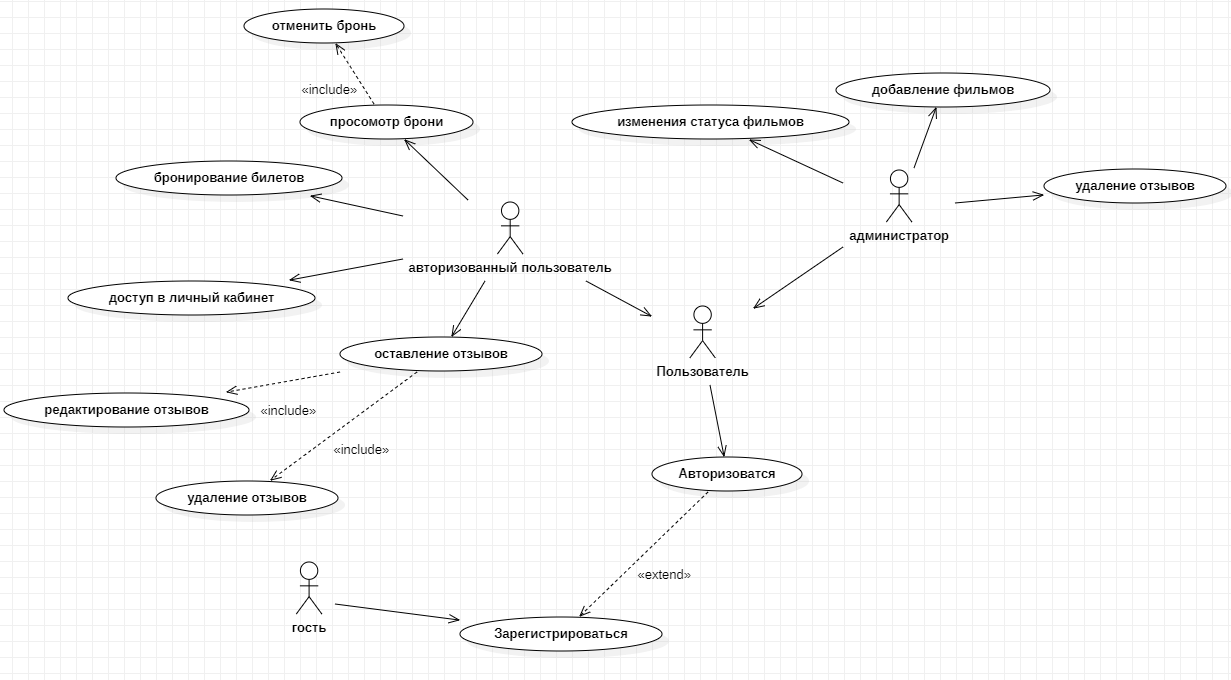 отменить бронь
«include»
просомотр брони
бронирование билетов
доступ в личный кабинет
авторизованный пользователь
оставление отзывов
редактирование отзывов
«include»
«include»
удаление отзывов
изменения статуса фильмов
добавление фильмов
удаление отзывов
администратор
Пользователь
Авторизоватся
«extend»
гость
Зарегистрироваться